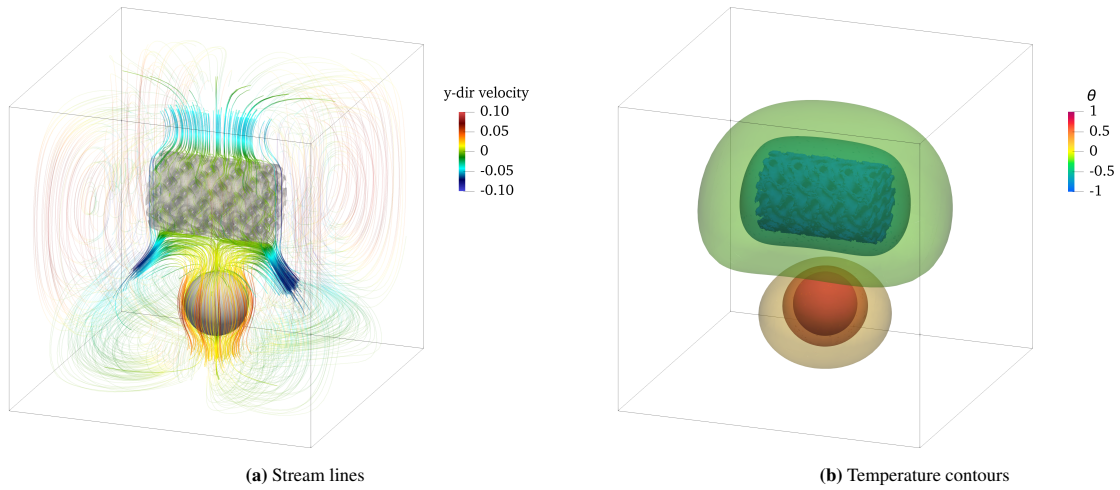 y-dir velocity
0.10
0.05
0
-0.05
-0.10
θ
1
0.5
0
-0.5
-1
(a) Stream lines
(b) Temperature contours